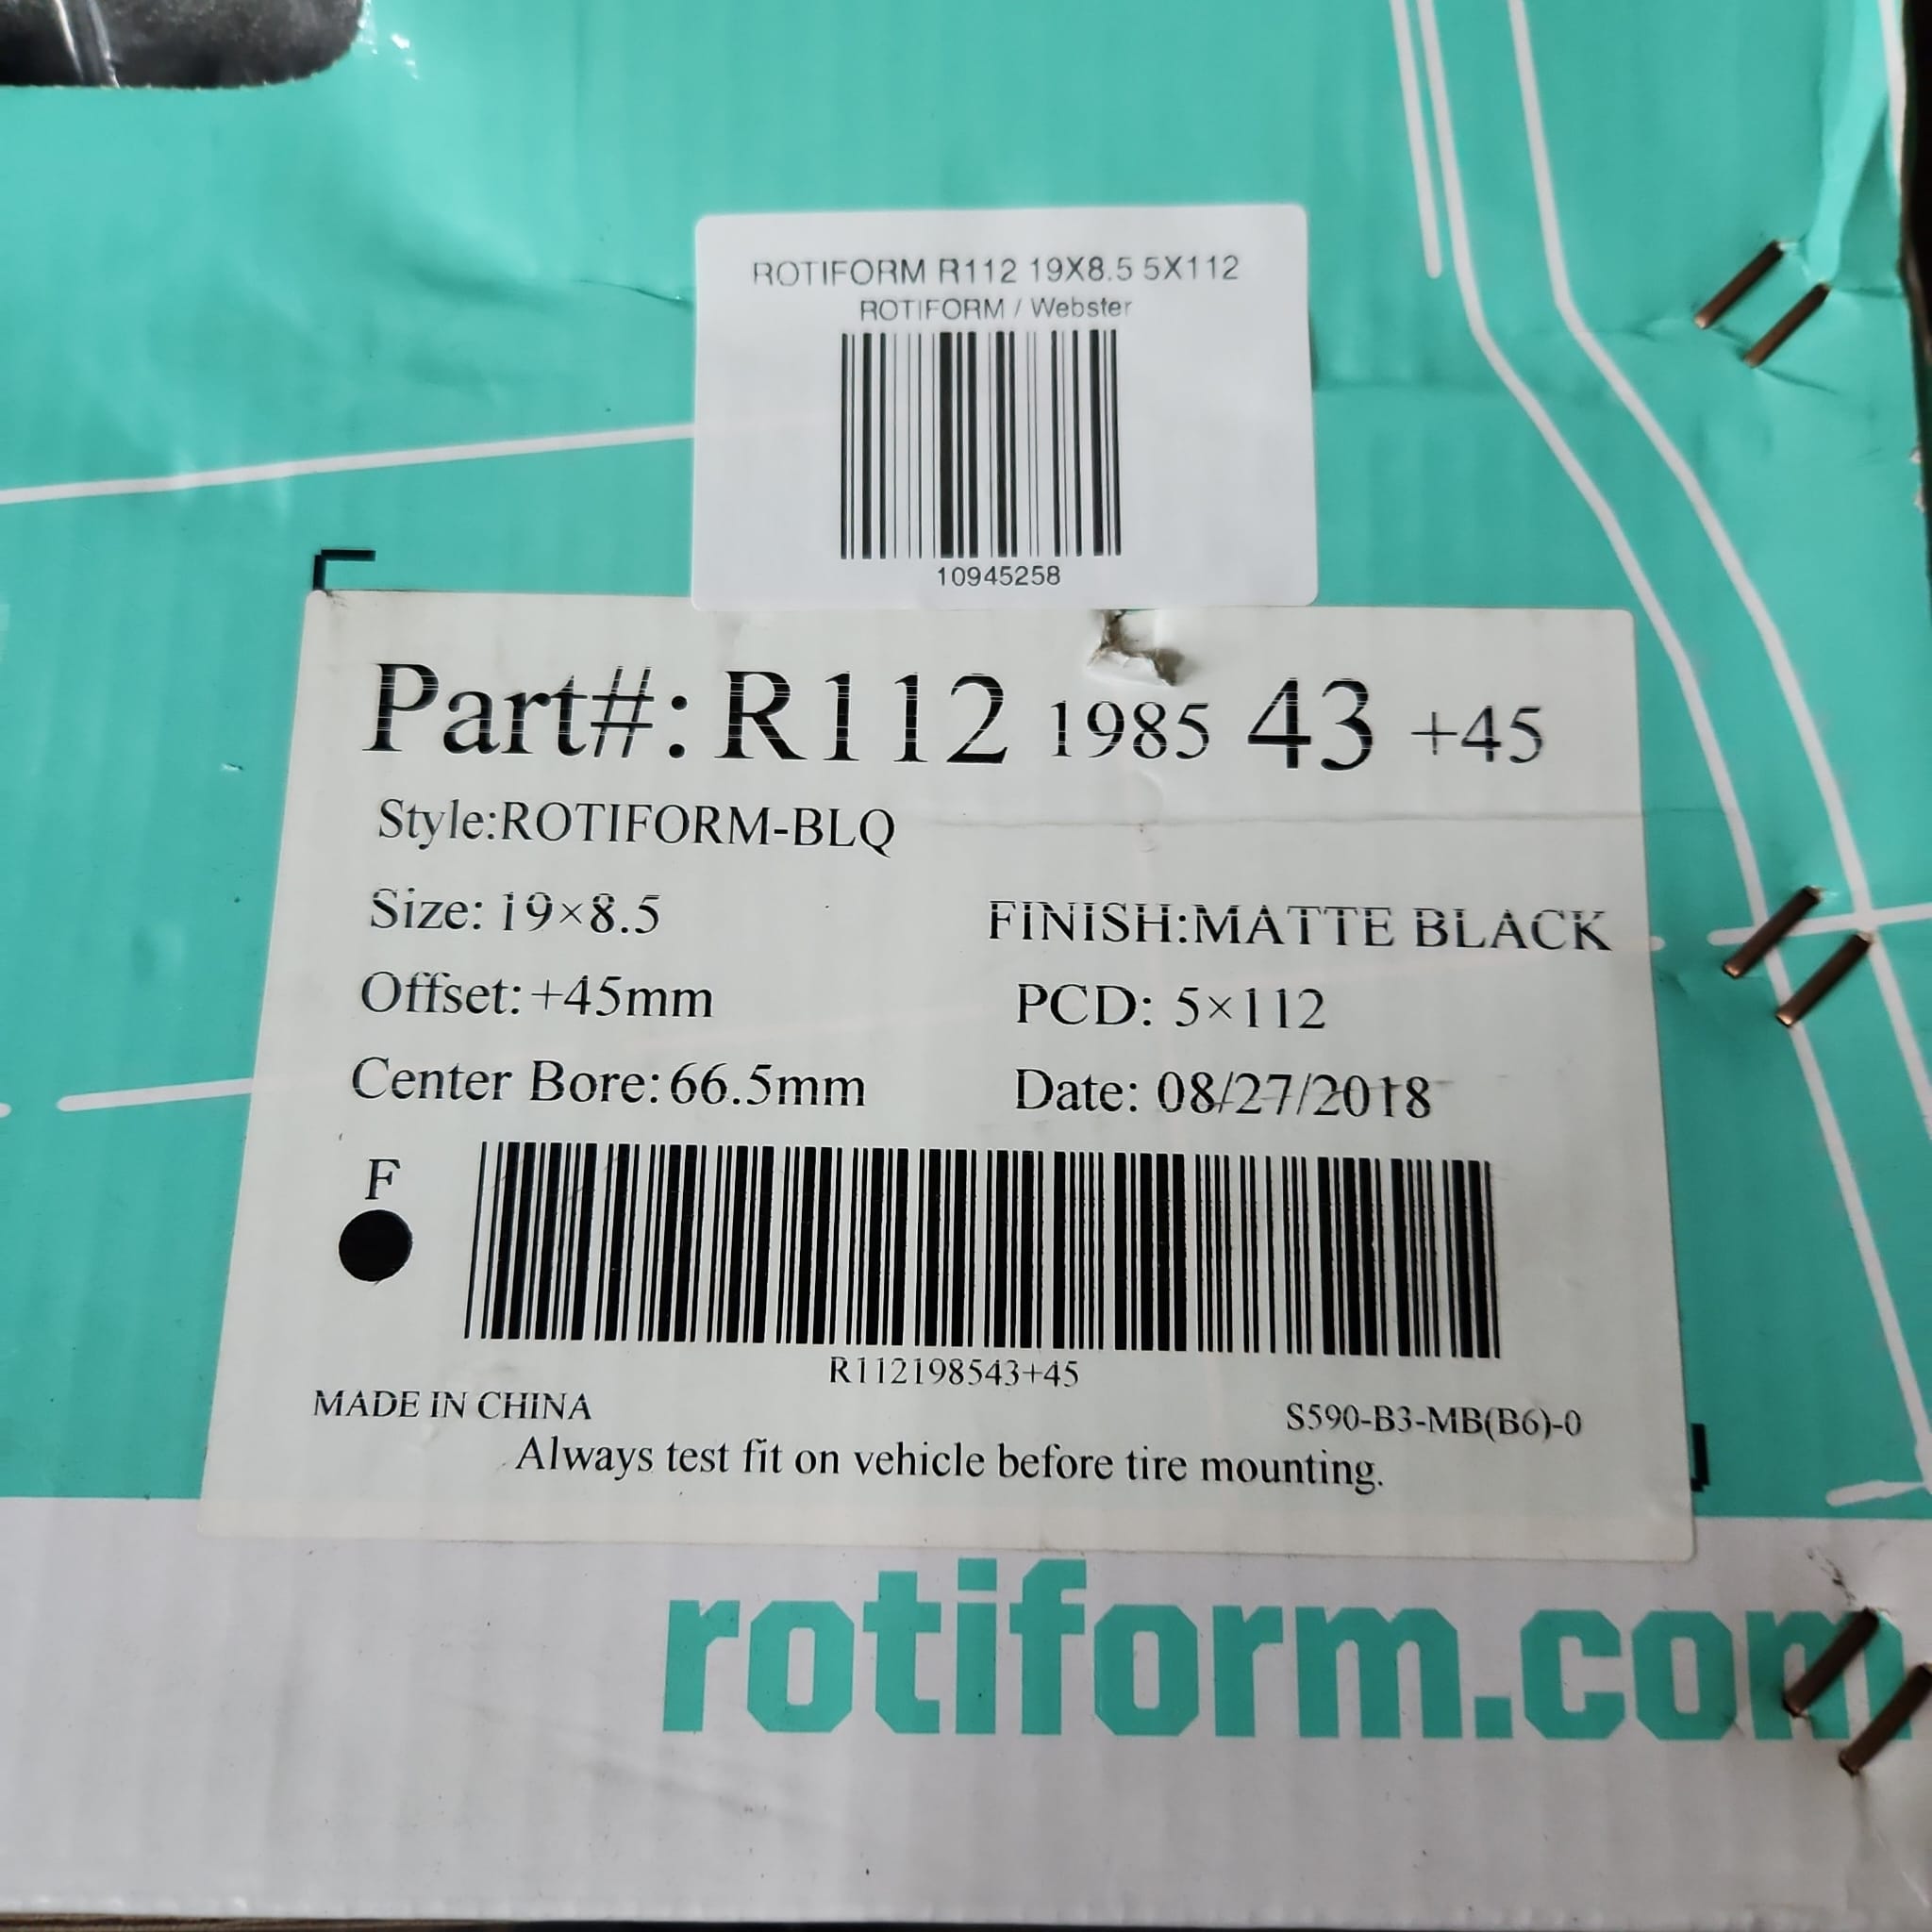 ROTIFORM R112 19X8.5 5X112
ROTIFORM / Webster
10945258
Part#: R112 1985 43 +45
Style:ROTIFORM-BLQ
Size: 19×8.5
FINISH:MATTE BLACK
Offset: +45mm
PCD: 5×112
Center Bore:66.5mm
Date: 08/27/2018
F
R112198543+45
MADE IN CHINA
S590-B3-MB(B6)-0
Always test fit on vehicle before tire mounting.
rotiform.com